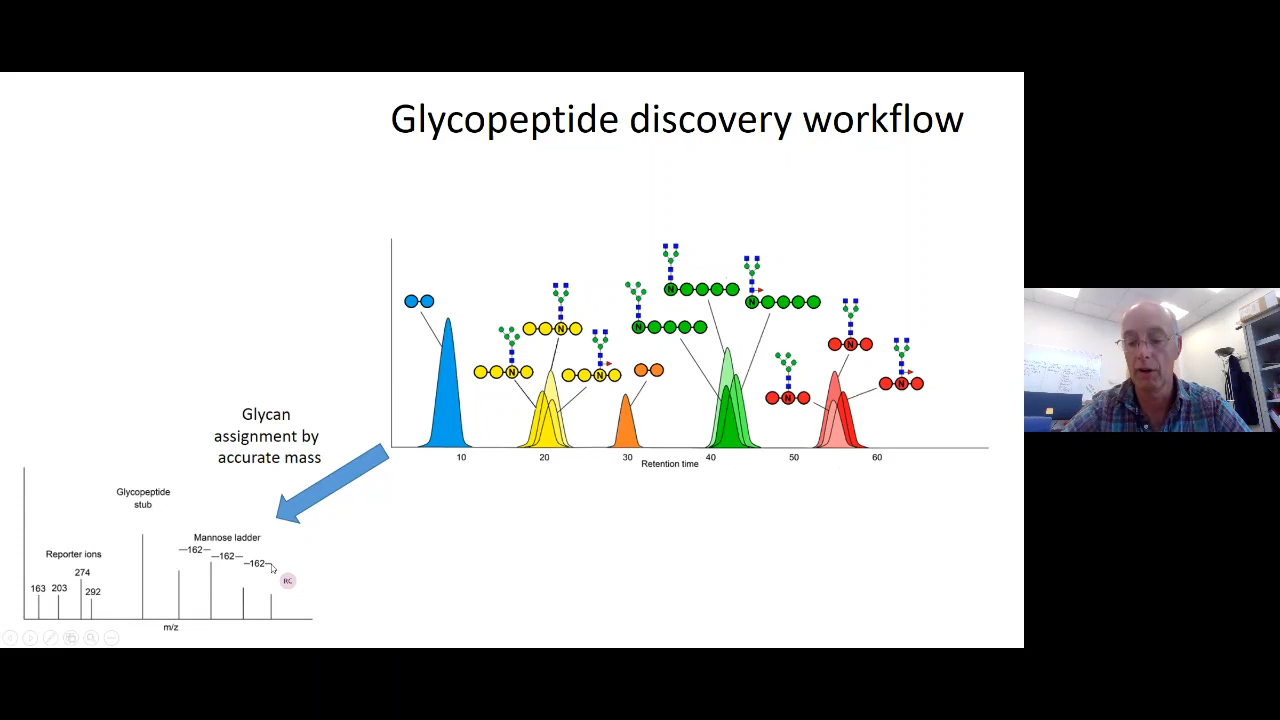 Glycopeptide discovery workflow
N
N
N
N
N
N
N
N
N
10
20
30
40
50
60
Retention time
Glycan
assignment by
accurate mass
Glycopeptide
stub
Mannose ladder
162
162
162
Reporter ions
274
163
203
292
m/z
RC